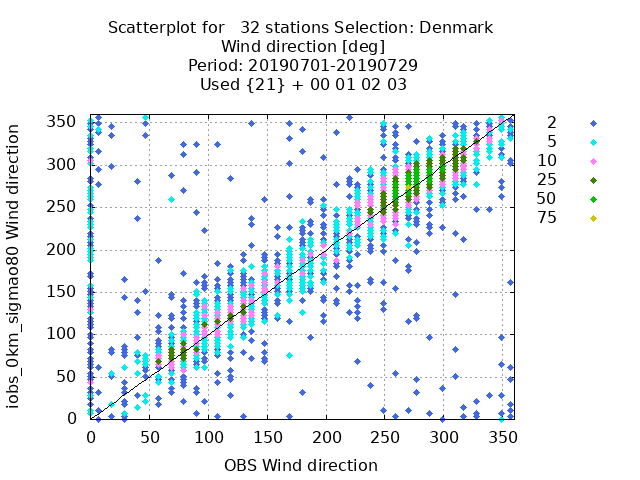 Scatterplot for 32 stations Selection: Denmark
Wind direction [deg]
Period: 20190701-20190729
Used {21} + 00 01 02 03
iobs_0km_sigmao80 Wind direction
350
300
250
200
150
100
50
0
0 50 100 150 200 250 300 350
OBS Wind direction
2
5
10
25
50
75